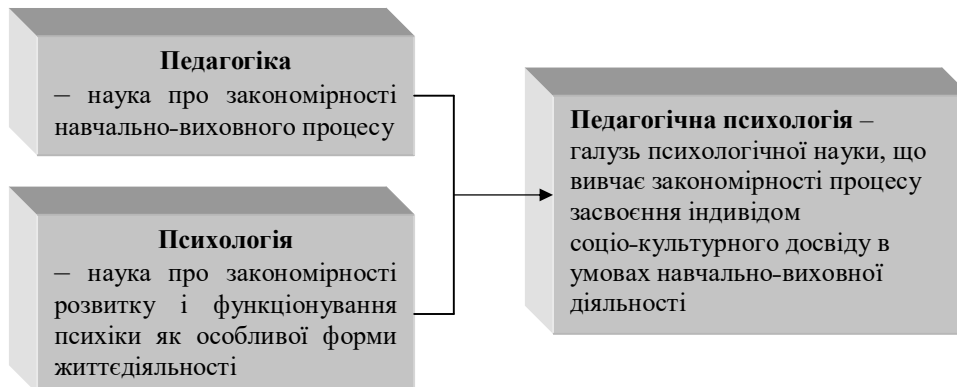 Педагогіка
– наука про закономірності
навчально-виховного процесу
Психологія
– наука про закономірності
розвитку і функціонування
психіки як особливої форми
життєдіяльності
Педагогічна психологія –
галузь психологічної науки, що
вивчає закономірності процесу
засвоєння індивідом
соціо-культурного досвіду в
умовах навчально-виховної
діяльності